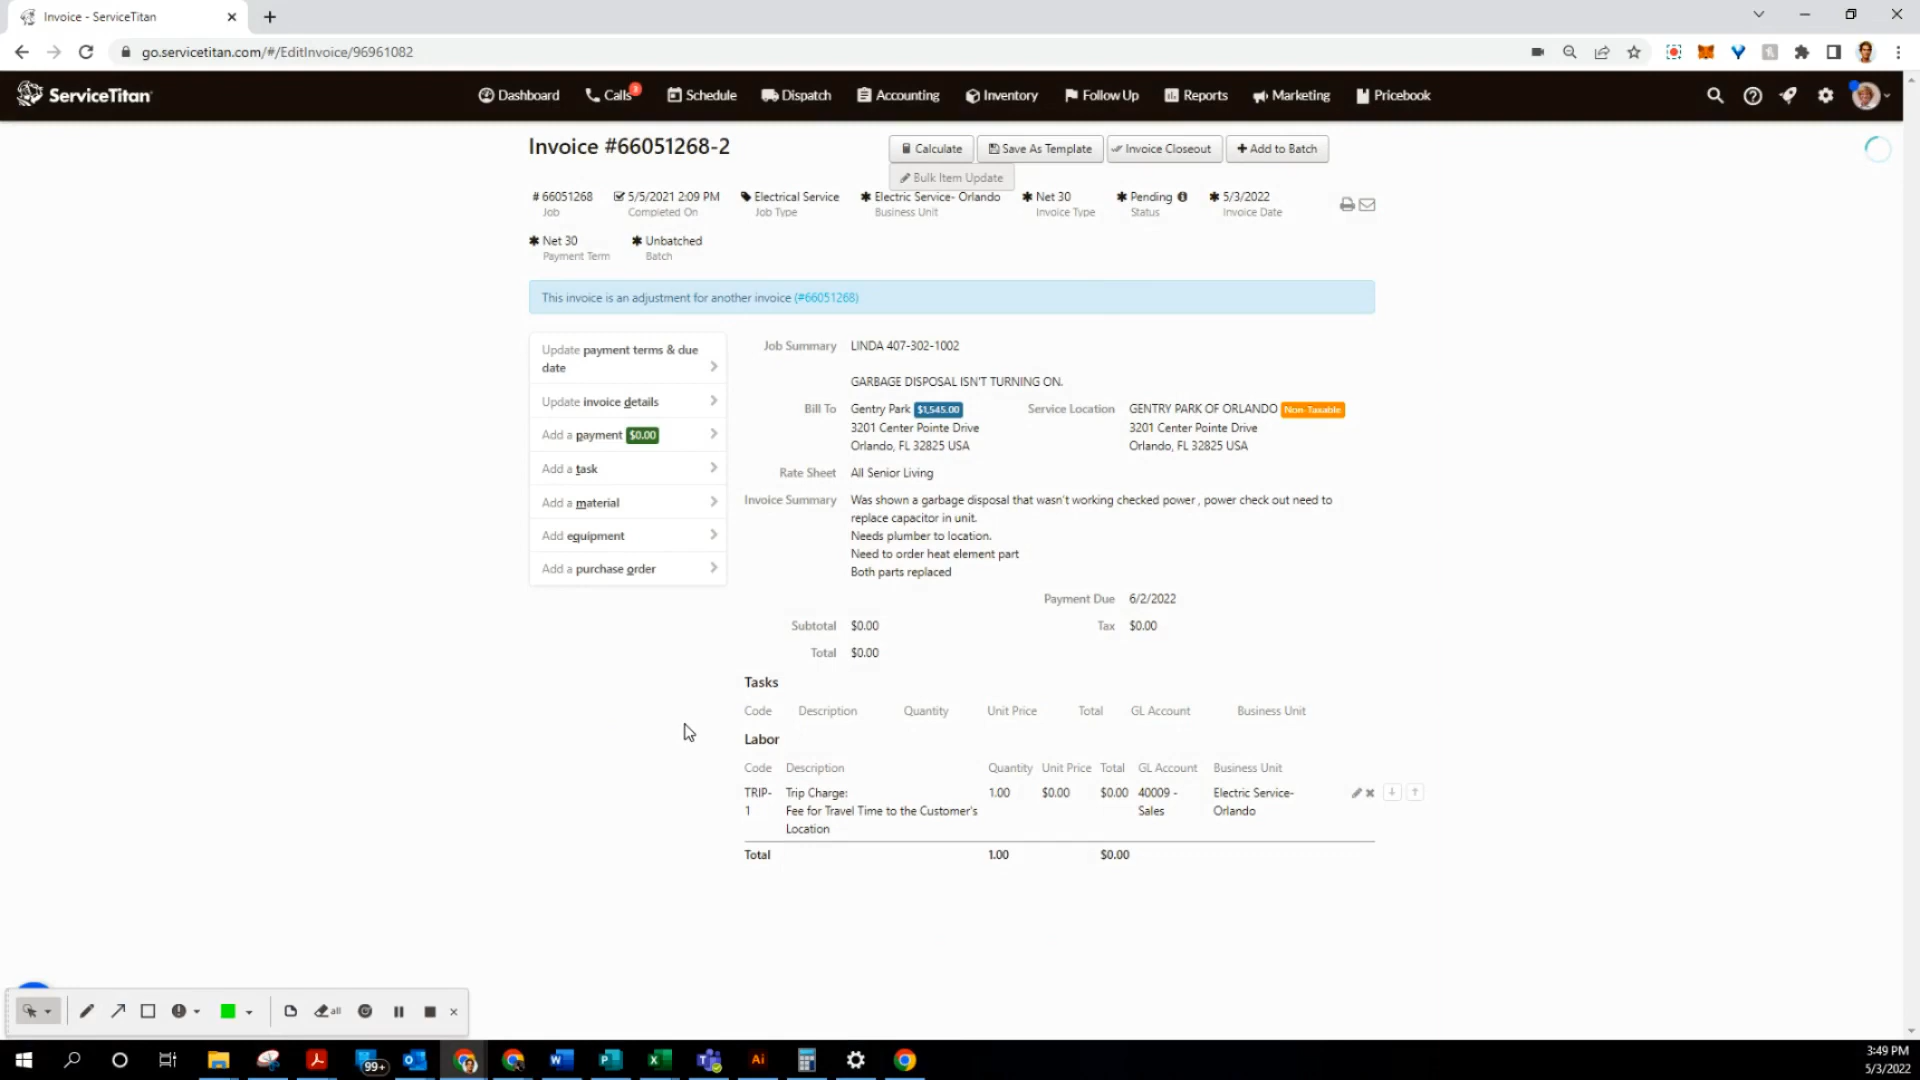 Invoice - ServiceTitan
go.servicetitan.com/#/EditInvoice/96961082
ServiceTitan
Dashboard Calls 3 Schedule Dispatch Accounting Inventory Follow Up Reports Marketing Pricebook
Invoice #66051268-2
Calculate Save As Template Invoice Closeout Add to Batch
Bulk Item Update
# 66051268 5/5/2021 2:09 PM Electrical Service Electric Service- Orlando Net 30 Pending 5/3/2022
Job Completed On Job Type Business Unit Invoice Type Status Invoice Date
Net 30 Unbatched
Payment Term Batch
This invoice is an adjustment for another invoice (#66051268)
Update payment terms & due
date
Update invoice details
Add a payment $0.00
Add a task
Add a material
Add equipment
Add a purchase order
Job Summary LINDA 407-302-1002
GARBAGE DISPOSAL ISN'T TURNING ON.
Bill To Gentry Park $1,545.00 Service Location GENTRY PARK OF ORLANDO Non-Taxable
3201 Center Pointe Drive 3201 Center Pointe Drive
Orlando, FL 32825 USA Orlando, FL 32825 USA
Rate Sheet All Senior Living
Invoice Summary Was shown a garbage disposal that wasn't working checked power , power check out need to
replace capacitor in unit.
Needs plumber to location.
Need to order heat element part
Both parts replaced
Payment Due 6/2/2022
Subtotal $0.00 Tax $0.00
Total $0.00
Tasks
Code Description Quantity Unit Price Total GL Account Business Unit
Labor
Code Description Quantity Unit Price Total GL Account Business Unit
TRIP- Trip Charge: 1.00 $0.00 $0.00 40009 - Electric Service-
1 Fee for Travel Time to the Customer's Sales Orlando
Location
Total 1.00 $0.00
all
99+
3:49 PM
5/3/2022